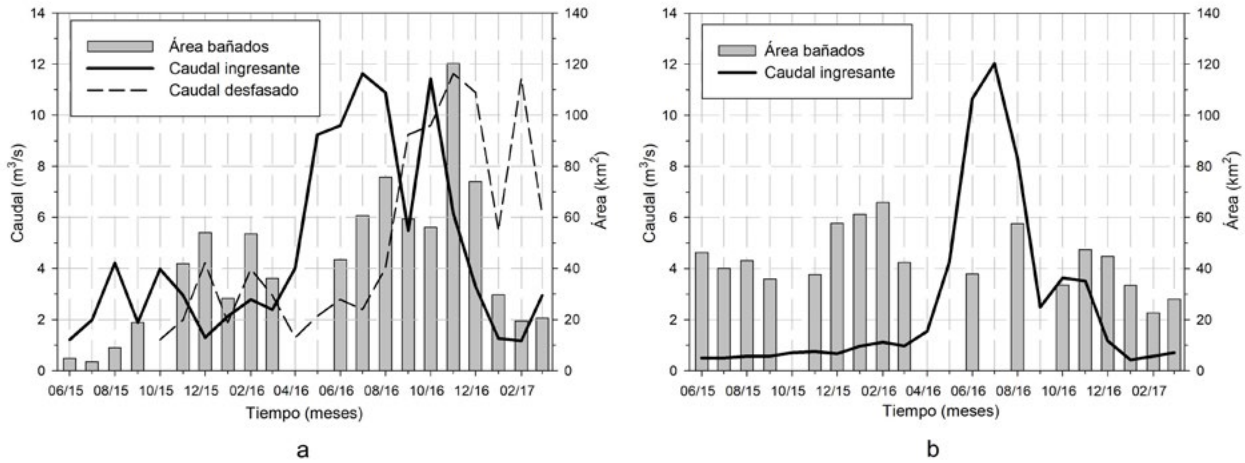 14
12
10
8
6
4
2
0
Caudal (m³/s)
Área bañados
Caudal ingresante
Caudal desfasado
140
120
100
80
60
40
20
0
Área (km²)
06/15 08/15 10/15 12/15 02/16 04/16 06/16 08/16 10/16 12/16 02/17
Tiempo (meses)
a
14
12
10
8
6
4
2
0
Caudal (m³/s)
Área bañados
Caudal ingresante
140
120
100
80
60
40
20
0
Área (km²)
06/15 08/15 10/15 12/15 02/16 04/16 06/16 08/16 10/16 12/16 02/17
Tiempo (meses)
b